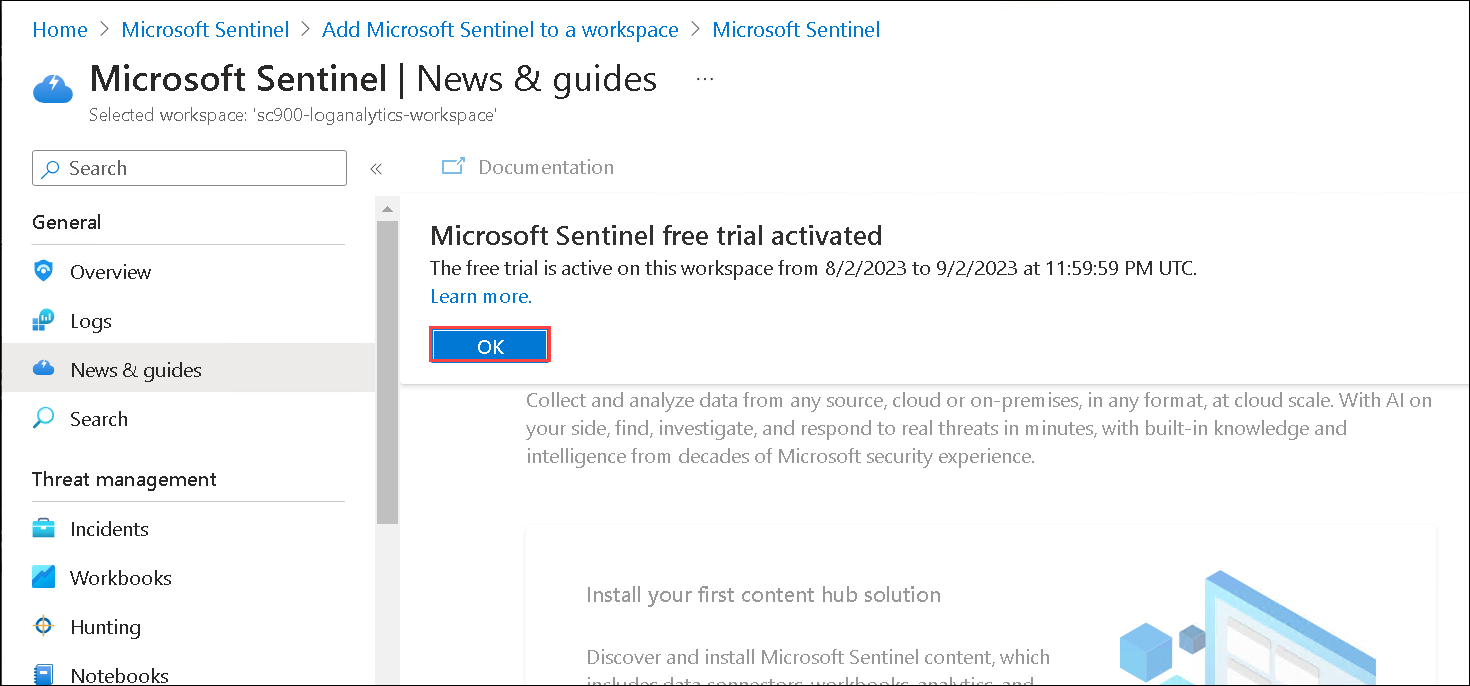 Home > Microsoft Sentinel > Add Microsoft Sentinel to a workspace > Microsoft Sentinel
Microsoft Sentinel | News & guides ...
Selected workspace: 'sc900-loganalytics-workspace'
Search
«
Documentation
General
Overview
Logs
News & guides
Search
Threat management
Incidents
Workbooks
Hunting
Notebooks
Microsoft Sentinel free trial activated
The free trial is active on this workspace from 8/2/2023 to 9/2/2023 at 11:59:59 PM UTC.
Learn more.
OK
Collect and analyze data from any source, cloud or on-premises, in any format, at cloud scale. With AI on
your side, find, investigate, and respond to real threats in minutes, with built-in knowledge and
intelligence from decades of Microsoft security experience.
Install your first content hub solution
Discover and install Microsoft Sentinel content, which
includes data connectors, workbooks, analytics, and